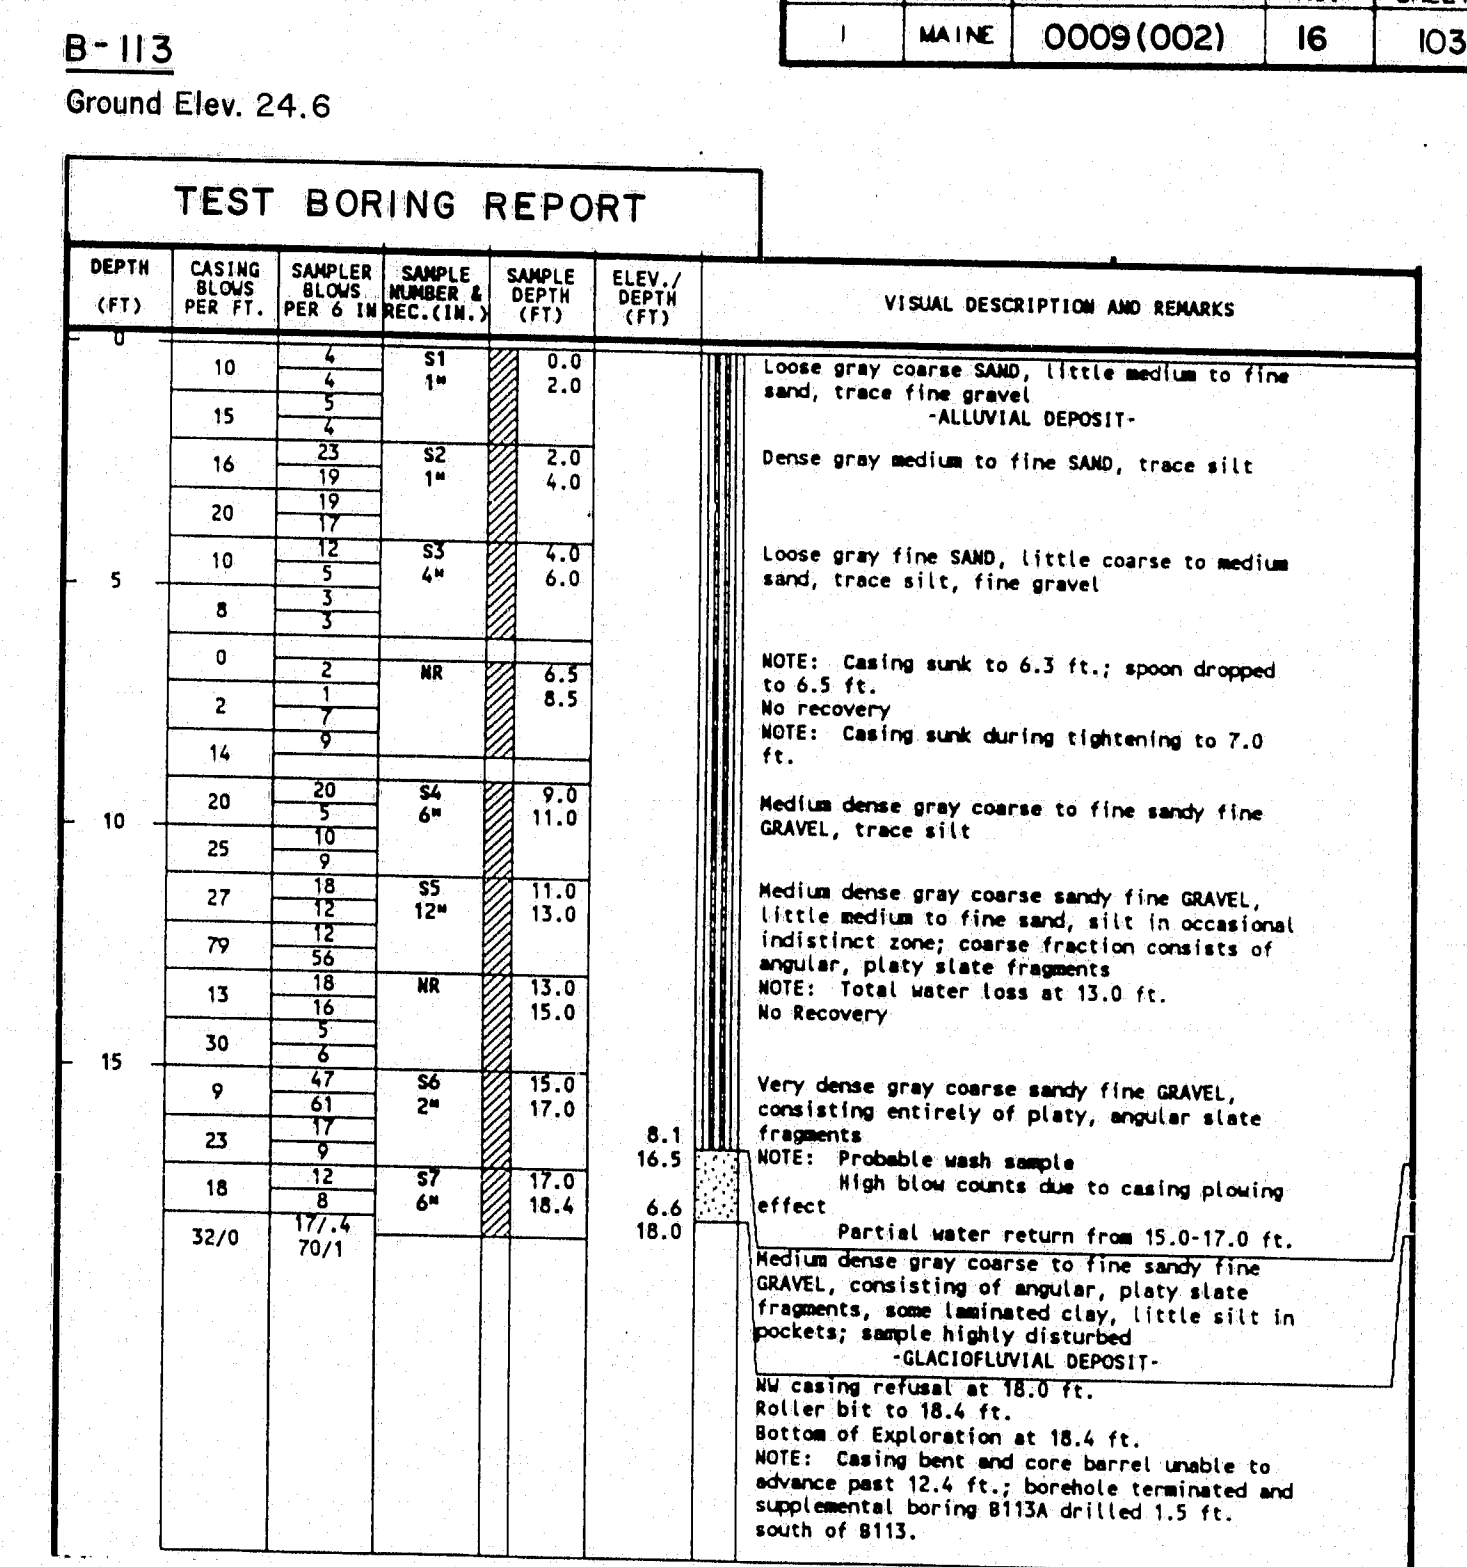 1 MAINE 0009(002) 16 103
B-113
Ground Elev. 24.6
TEST BORING REPORT
DEPTH (FT)
CASING BLOWS PER FT.
SAMPLER BLOWS PER 6 IN
SAMPLE NUMBER & REC.(IN.)
SAMPLE DEPTH (FT)
ELEV./ DEPTH (FT)
VISUAL DESCRIPTION AND REMARKS
0
10 4 S1 0.0
4 1" 2.0
15 5
4
16 23 S2 2.0
19 1" 4.0
20 19
17
10 12 S3 4.0
5 5 4" 6.0
8 3
3
0
2 NR 6.5
2 1 8.5
7
14 9
20 20 S4 9.0
10 5 6" 11.0
25 10
9
27 18 S5 11.0
12 12" 13.0
79 12
56
13 18 NR 13.0
16 15.0
30 5
15 6
9 47 S6 15.0
61 2" 17.0
23 17 8.1
9 16.5
18 12 S7 17.0
8 6" 18.4 6.6
32/0 17/.4 18.0
70/1
Loose gray coarse SAND, little medium to fine
sand, trace fine gravel
-ALLUVIAL DEPOSIT-
Dense gray medium to fine SAND, trace silt
Loose gray fine SAND, little coarse to medium
sand, trace silt, fine gravel
NOTE: Casing sunk to 6.3 ft.; spoon dropped
to 6.5 ft.
No recovery
NOTE: Casing sunk during tightening to 7.0
ft.
Medium dense gray coarse to fine sandy fine
GRAVEL, trace silt
Medium dense gray coarse sandy fine GRAVEL,
little medium to fine sand, silt in occasional
indistinct zone; coarse fraction consists of
angular, platy slate fragments
NOTE: Total water loss at 13.0 ft.
No Recovery
Very dense gray coarse sandy fine GRAVEL,
consisting entirely of platy, angular slate
fragments
NOTE: Probable wash sample
High blow counts due to casing plowing
effect
Partial water return from 15.0-17.0 ft.
Medium dense gray coarse to fine sandy fine
GRAVEL, consisting of angular, platy slate
fragments, some laminated clay, little silt in
pockets; sample highly disturbed
-GLACIOFLUVIAL DEPOSIT-
NW casing refusal at 18.0 ft.
Roller bit to 18.4 ft.
Bottom of Exploration at 18.4 ft.
NOTE: Casing bent and core barrel unable to
advance past 12.4 ft.; borehole terminated and
supplemental boring B113A drilled 1.5 ft.
south of B113.